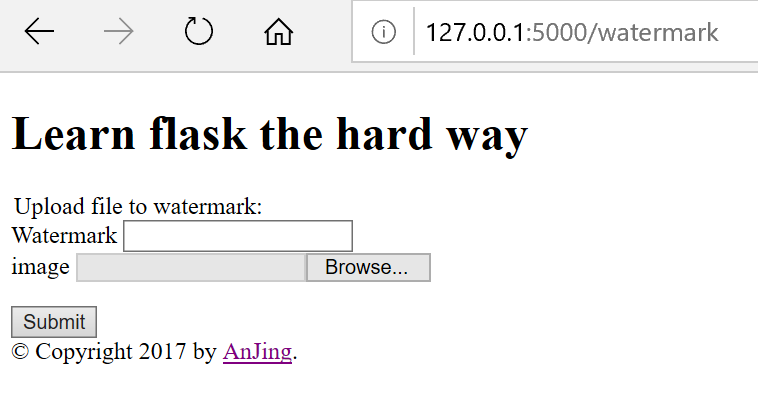 127.0.0.1:5000/watermark
Learn flask the hard way
Upload file to watermark:
Watermark
image Browse...
Submit
© Copyright 2017 by AnJing.